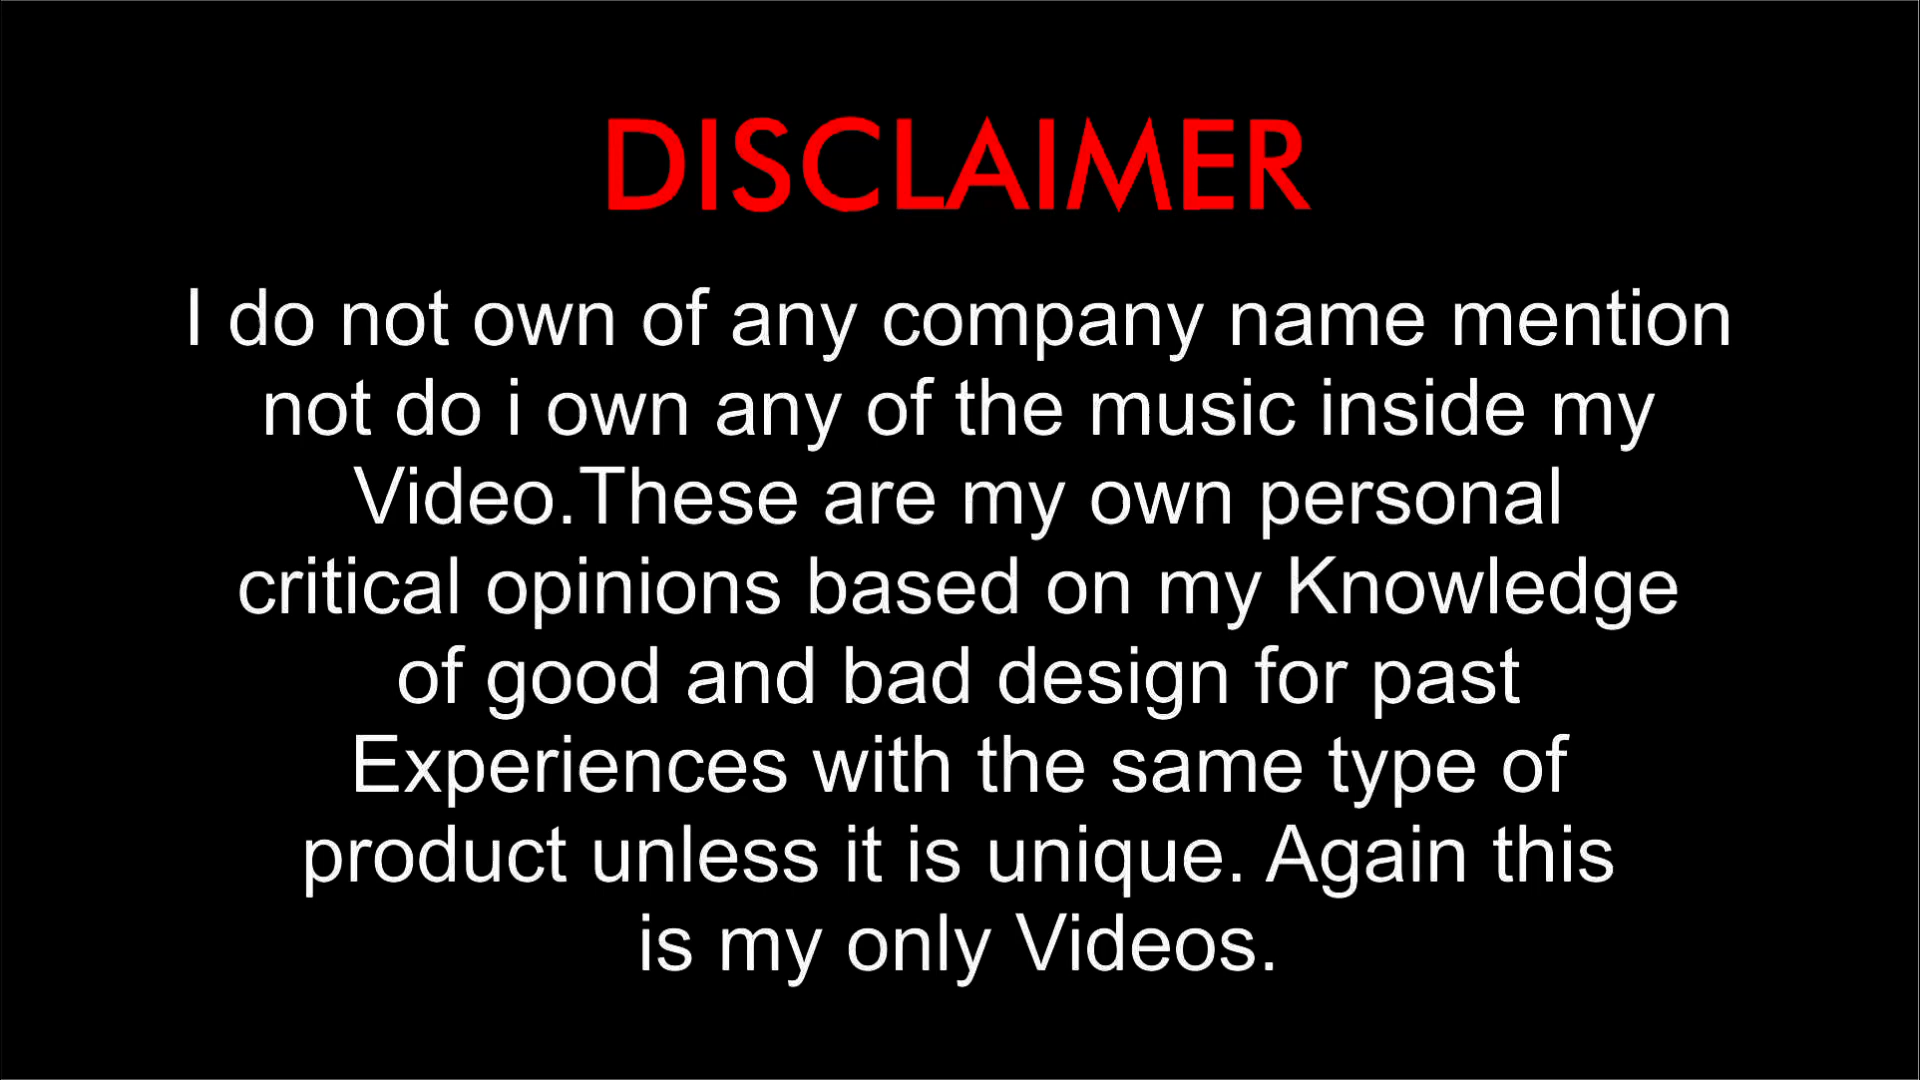 DISCLAIMER
I do not own of any company name mention
not do i own any of the music inside my
Video.These are my own personal
critical opinions based on my Knowledge
of good and bad design for past
Experiences with the same type of
product unless it is unique. Again this
is my only Videos.